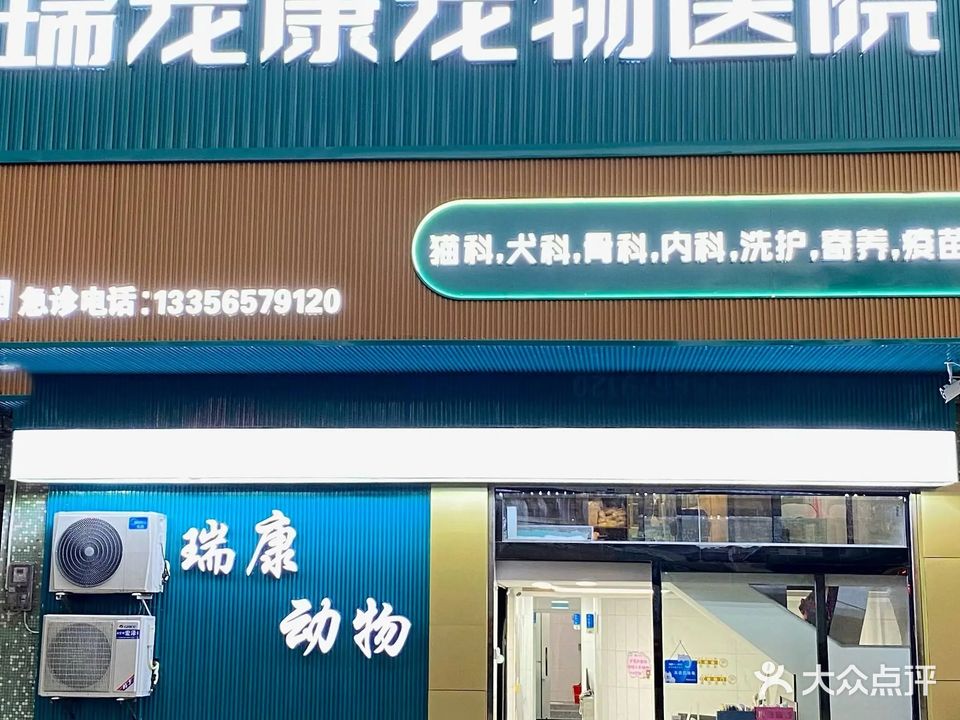 瑞宠康宠物医院
猫科,犬科,骨科,内科,洗护,寄养,疫苗
急诊电话:13356579120
瑞康
动物
大众点评